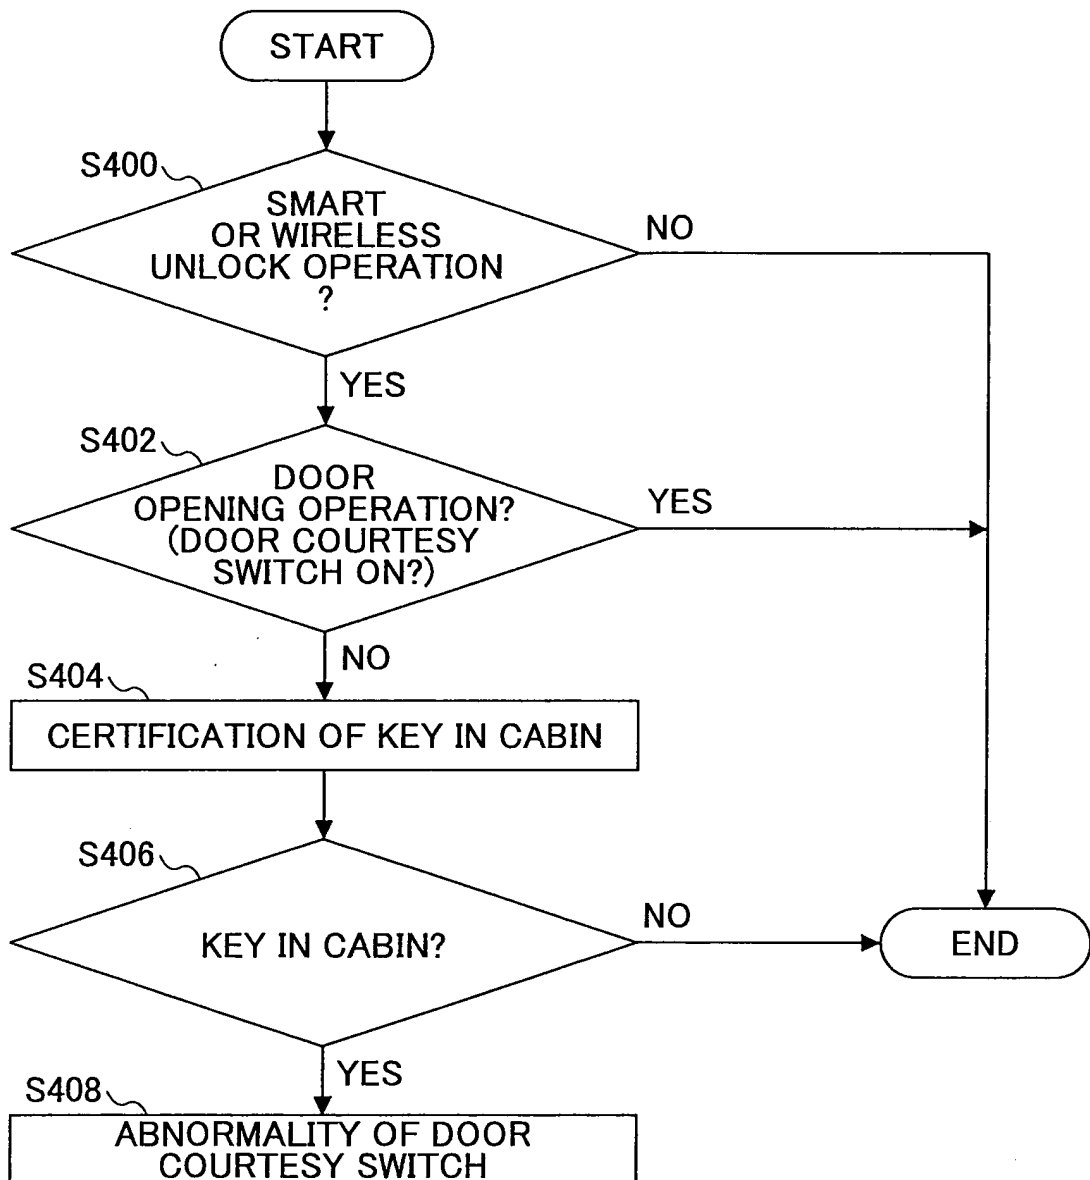 START
S400
SMART
OR WIRELESS
UNLOCK OPERATION
?
NO
YES
S402
DOOR
OPENING OPERATION?
(DOOR COURTESY
SWITCH ON?)
YES
NO
S404
CERTIFICATION OF KEY IN CABIN
S406
KEY IN CABIN?
NO
END
YES
S408
ABNORMALITY OF DOOR
COURTESY SWITCH